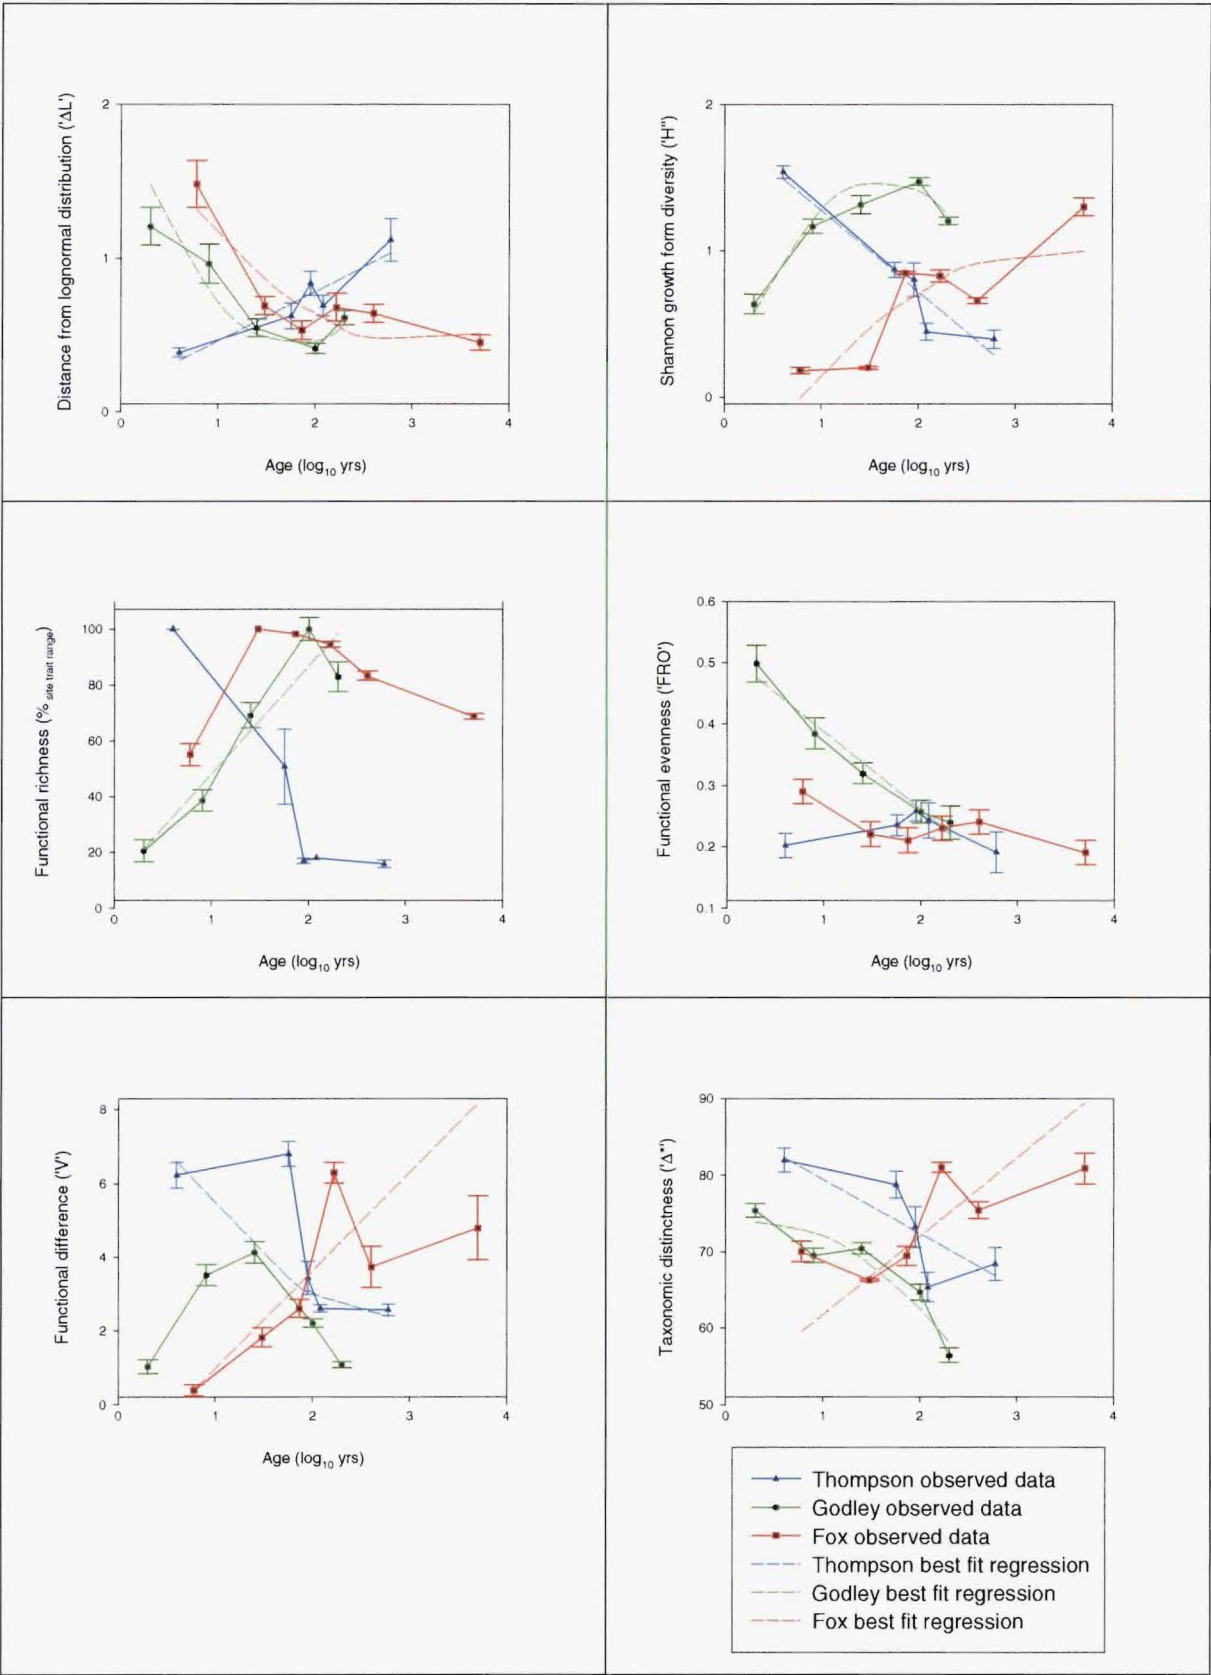 Distance from lognormal distribution ('ΔL')
2
1
0
0 1 2 3 4
Age (log₁₀ yrs)
Shannon growth form diversity ('H'')
2
1
0
0 1 2 3 4
Age (log₁₀ yrs)
Functional richness (% site trait range)
100
80
60
40
20
0
0 1 2 3 4
Age (log₁₀ yrs)
Functional evenness ('FRO')
0.6
0.5
0.4
0.3
0.2
0.1
0 1 2 3 4
Age (log₁₀ yrs)
Functional difference ('V')
8
6
4
2
0
0 1 2 3 4
Age (log₁₀ yrs)
Taxonomic distinctness ('Δ*')
90
80
70
60
50
0 1 2 3 4
Thompson observed data
Godley observed data
Fox observed data
Thompson best fit regression
Godley best fit regression
Fox best fit regression